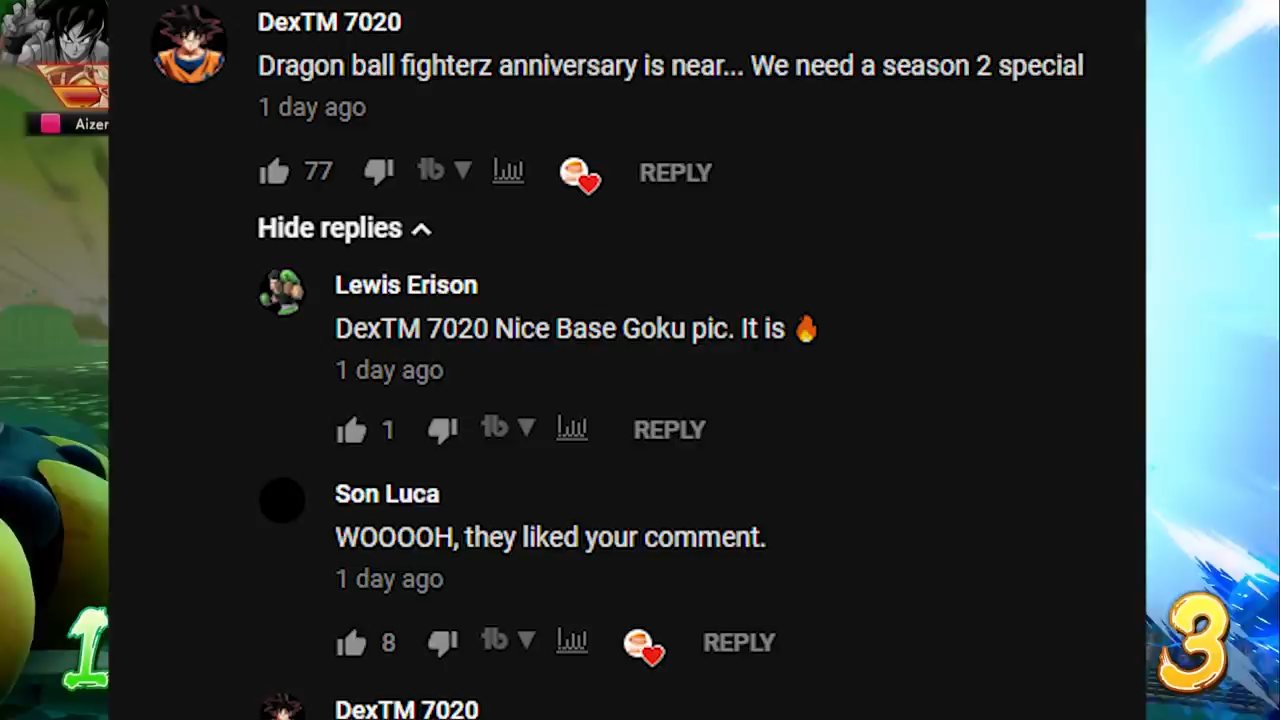 Aizen
DexTM 7020
Dragon ball fighterz anniversary is near... We need a season 2 special
1 day ago
77
REPLY
Hide replies
Lewis Erison
DexTM 7020 Nice Base Goku pic. It is 🔥
1 day ago
1
REPLY
Son Luca
WOOOOH, they liked your comment.
1 day ago
8
REPLY
DexTM 7020
1
3